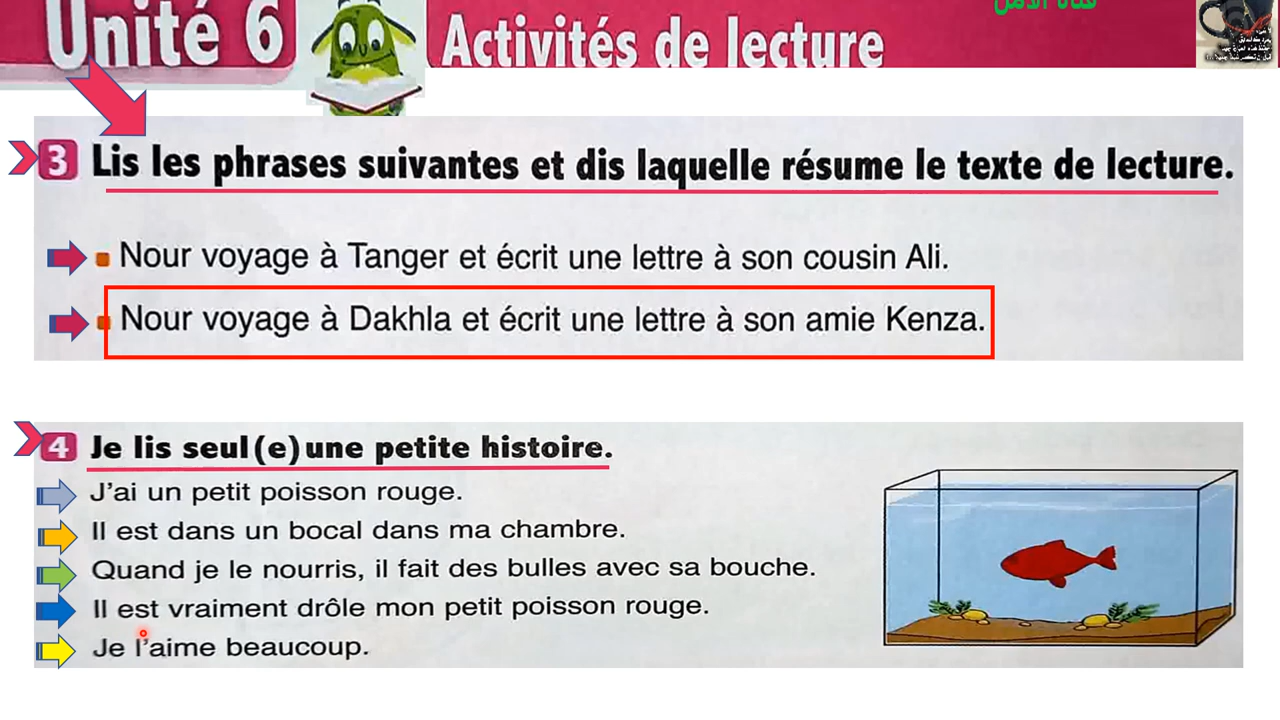 قناة الأمل
Unité 6
Activités de lecture
3 Lis les phrases suivantes et dis laquelle résume le texte de lecture.
Nour voyage à Tanger et écrit une lettre à son cousin Ali.
Nour voyage à Dakhla et écrit une lettre à son amie Kenza.
4 Je lis seul(e) une petite histoire.
J’ai un petit poisson rouge.
Il est dans un bocal dans ma chambre.
Quand je le nourris, il fait des bulles avec sa bouche.
Il est vraiment drôle mon petit poisson rouge.
Je l’aime beaucoup.